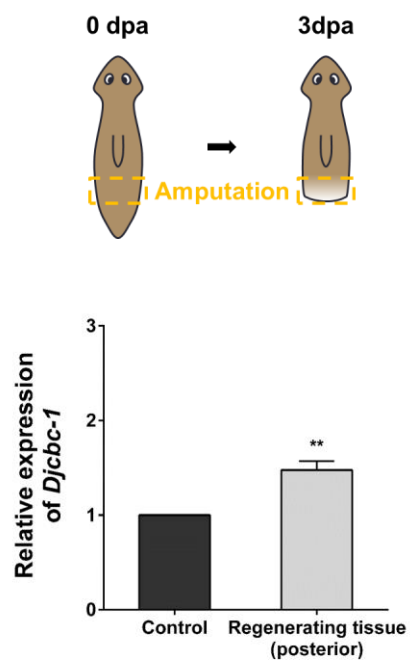 0 dpa 3dpa
Amputation
Relative expression
of Djcbc-1
3
2
1
0
**
Control Regenerating tissue
(posterior)